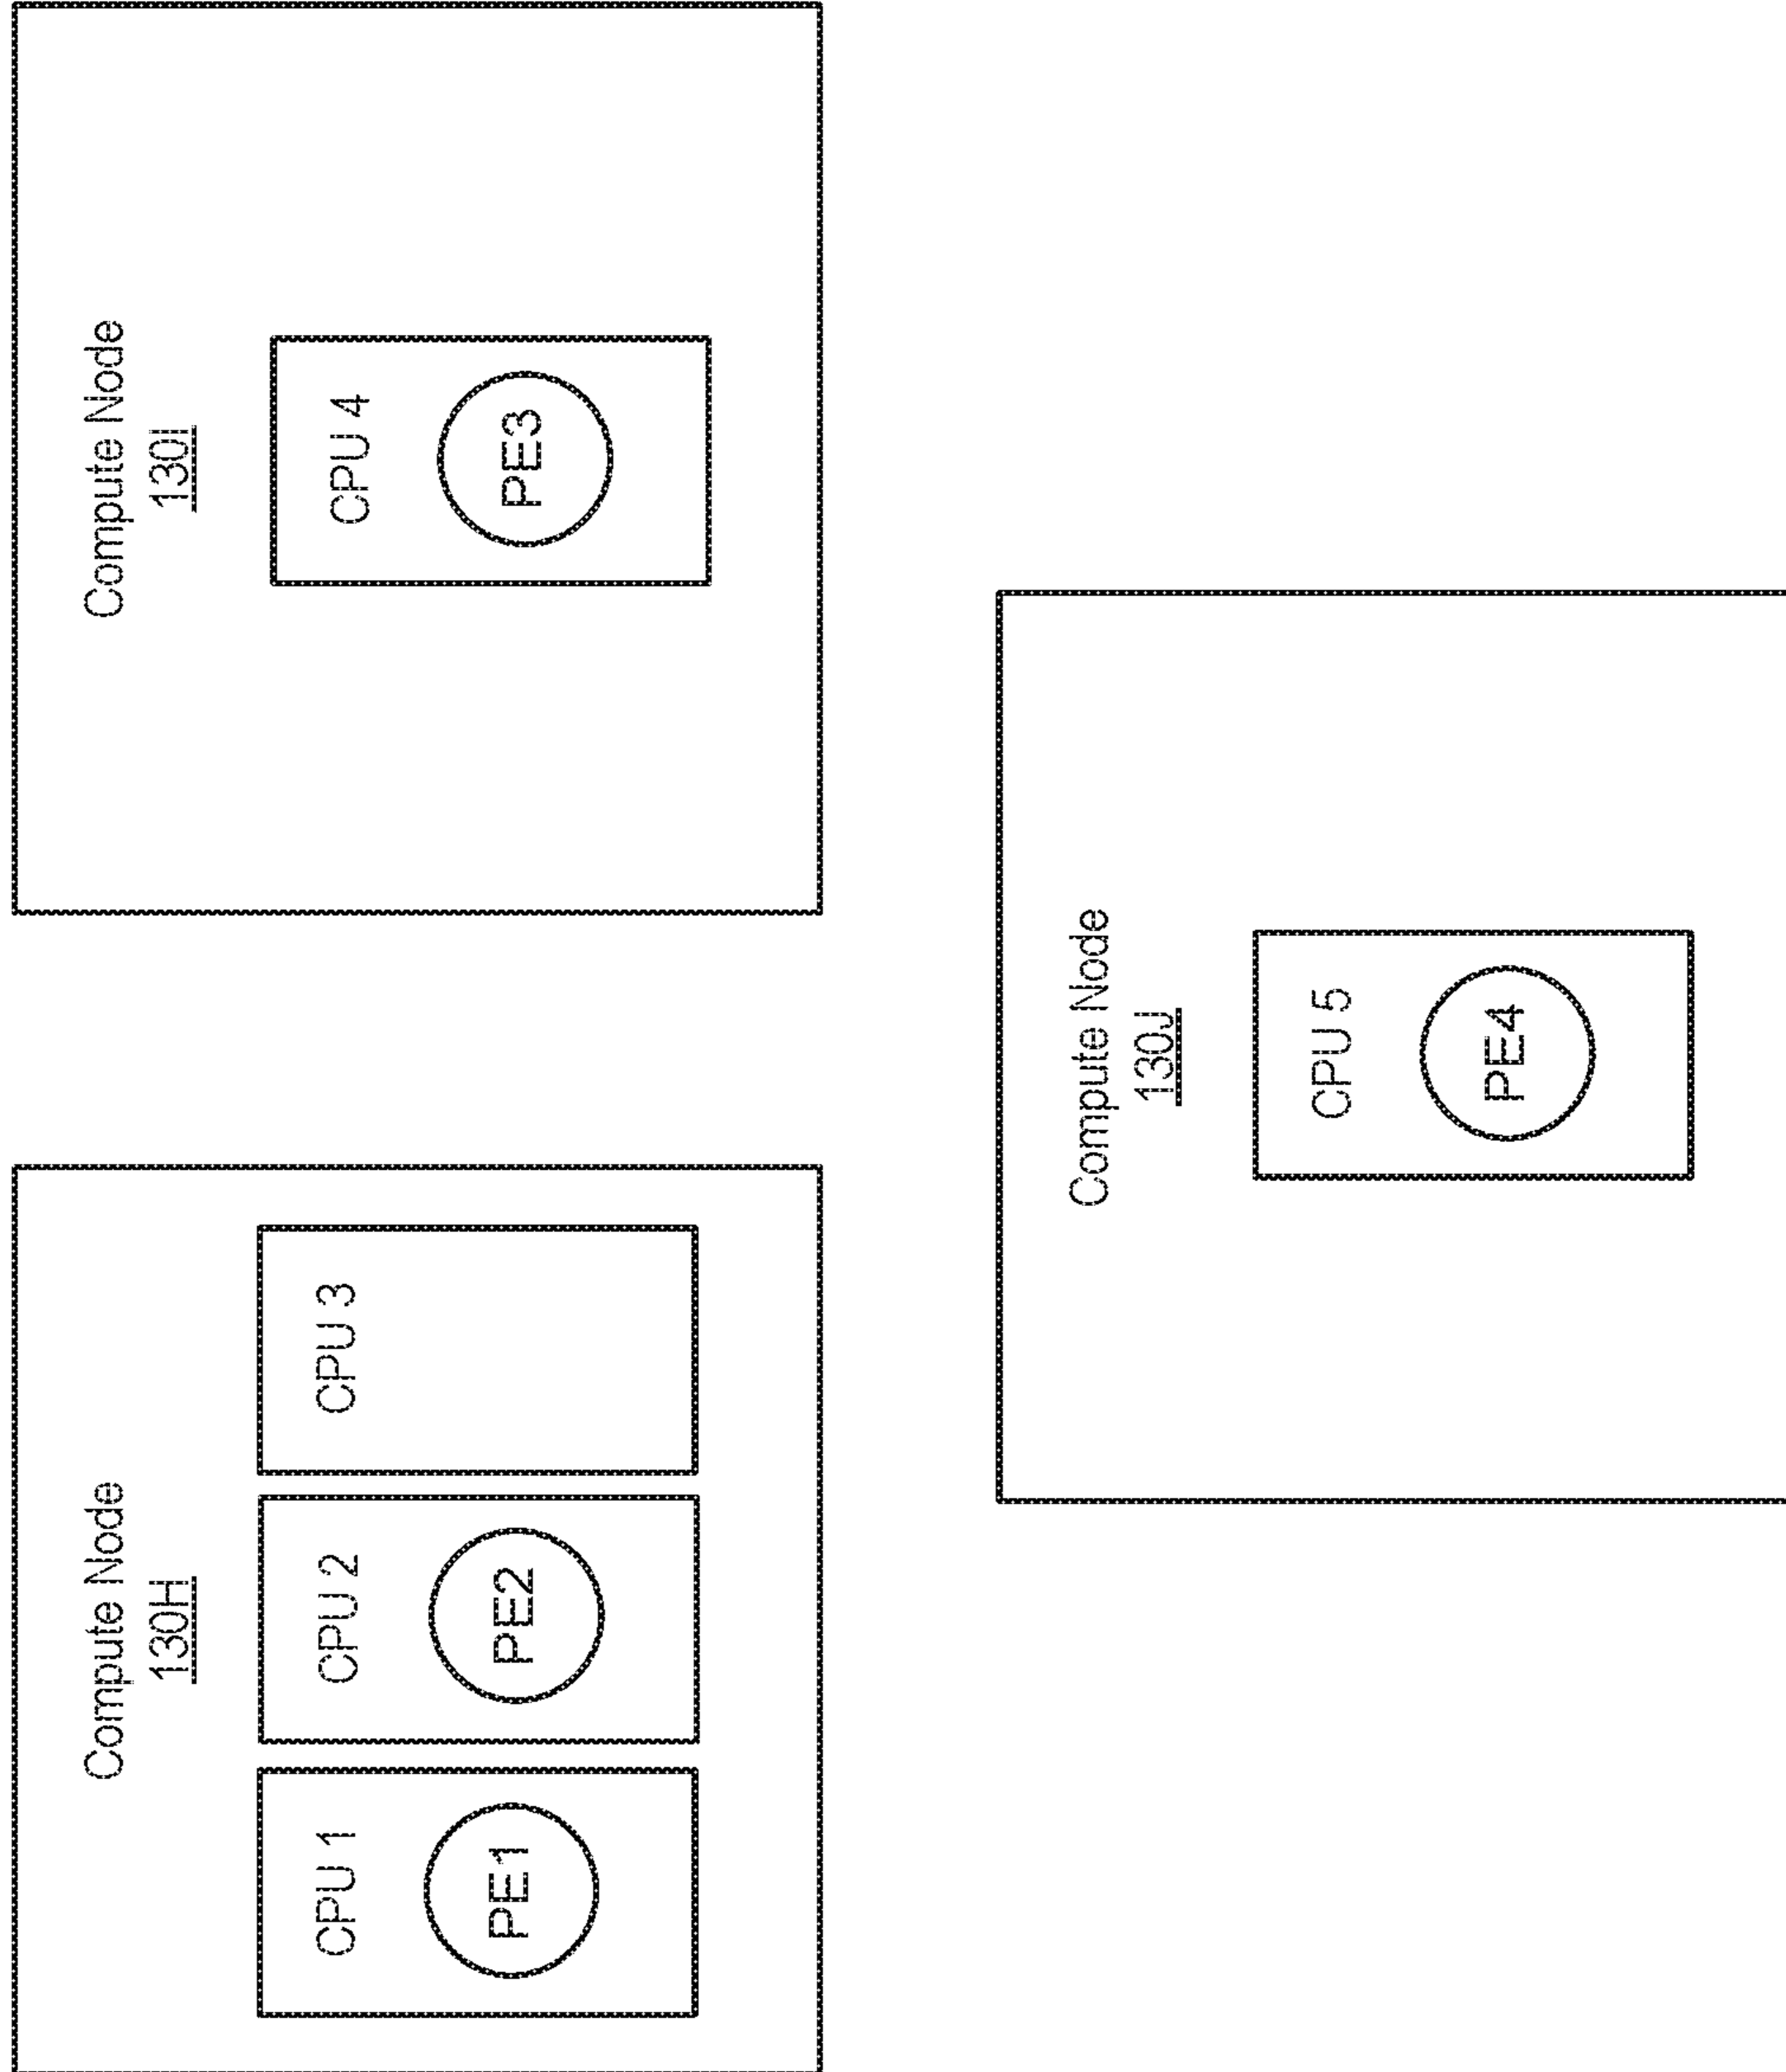 Compute Node
130H
CPU 1
PE1
CPU 2
PE2
CPU 3
Compute Node
130I
CPU 4
PE3
Compute Node
130J
CPU 5
PE4